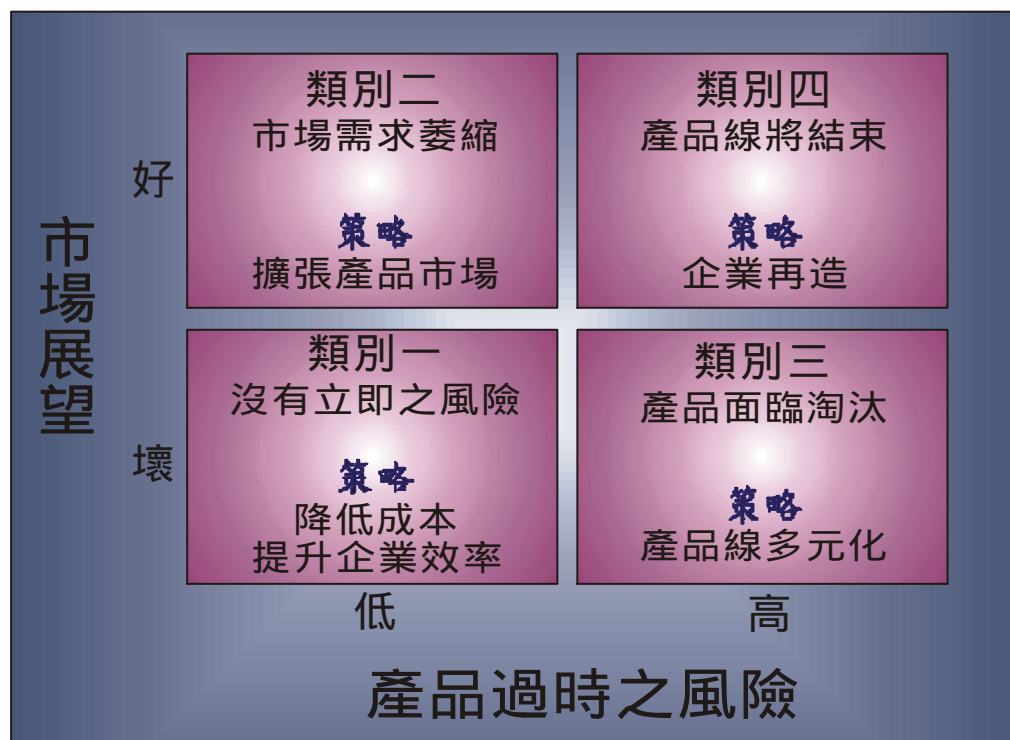 類別二
市場需求萎縮
策略
擴張產品市場
類別四
產品線將結束
策略
企業再造
好
市場展望
類別一
沒有立即之風險
策略
降低成本
提升企業效率
類別三
產品面臨淘汰
策略
產品線多元化
壞
低
高
產品過時之風險